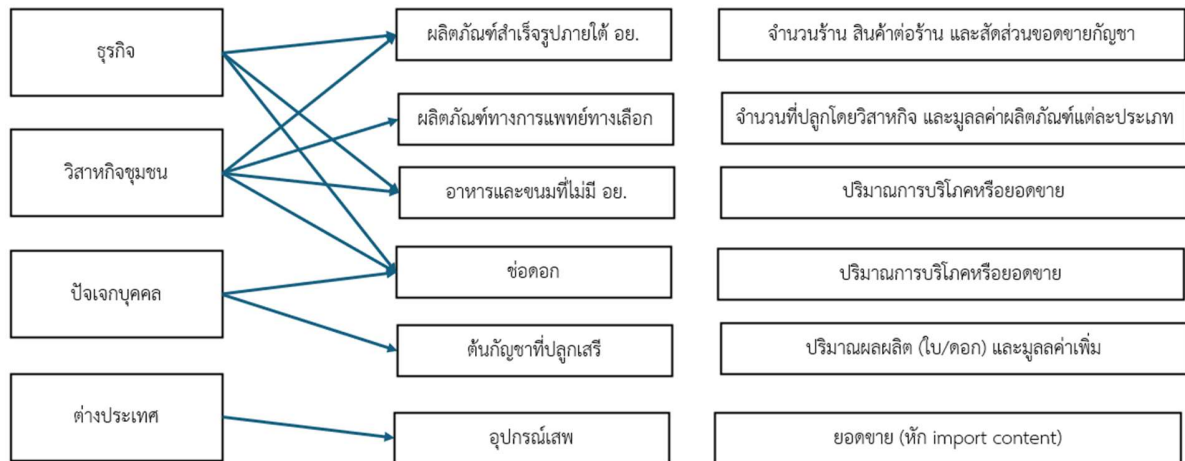 ธุรกิจ
วิสาหกิจชุมชน
ปัจเจกบุคคล
ต่างประเทศ
ผลิตภัณฑ์สำเร็จรูปภายใต้ อย.
ผลิตภัณฑ์ทางการแพทย์ทางเลือก
อาหารและขนมที่ไม่มี อย.
ช่อดอก
ต้นกัญชาที่ปลูกเสรี
อุปกรณ์เสพ
จำนวนร้าน สินค้าต่อร้าน และสัดส่วนขอดขายกัญชา
จำนวนที่ปลูกโดยวิสาหกิจ และมูลลค่าผลิตภัณฑ์แต่ละประเภท
ปริมาณการบริโภคหรือยอดขาย
ปริมาณการบริโภคหรือยอดขาย
ปริมาณผลผลิต (ใบ/ดอก) และมูลลค่าเพิ่ม
ยอดขาย (หัก import content)